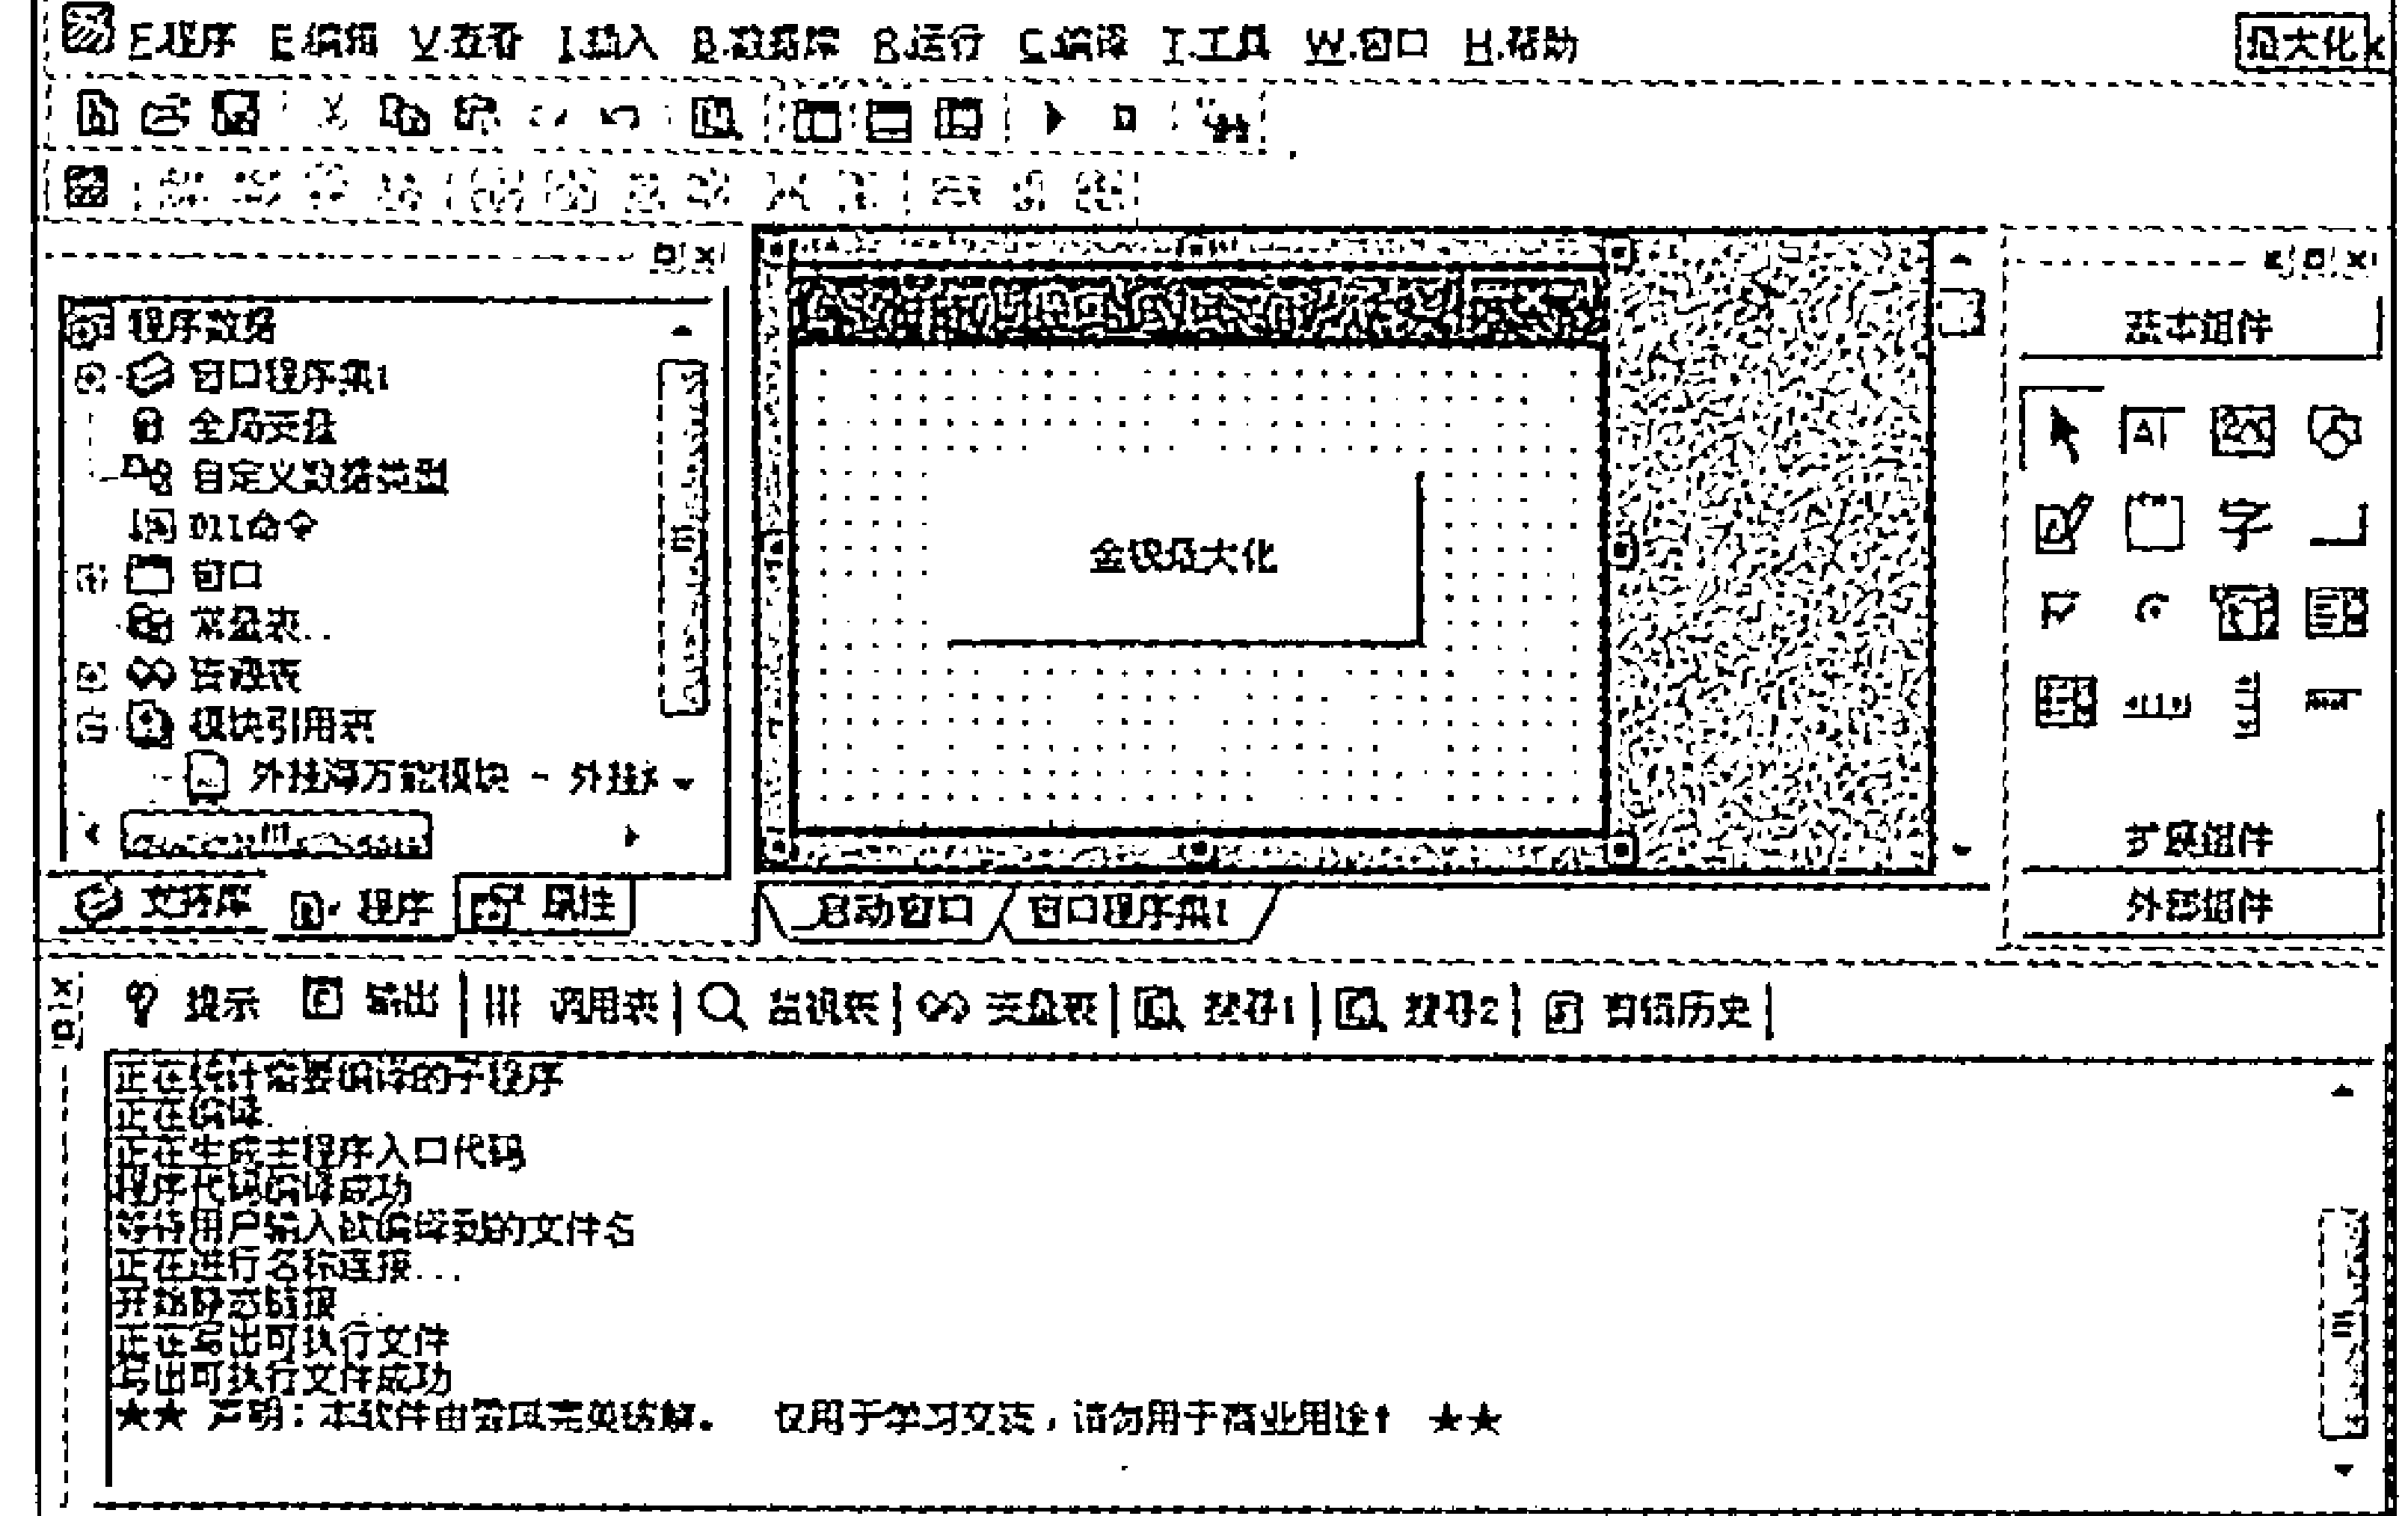 F.程序 E.编辑 V.查看 I.插入 B.数据库 R.运行 C.编译 T.工具 W.窗口 H.帮助
最大化
程序数据
窗口程序集1
全局变量
自定义数据类型
Dll命令
窗口
常量表...
资源表
模块引用表
外挂海万能模块 - 外挂
支持库 程序 属性
金锁最大化
_启动窗口 窗口程序集1
基本组件
字
扩展组件
外部组件
提示 输出 调用表 监视表 变量表 搜寻1 搜寻2 剪辑历史
正在统计需要编译的子程序
正在编译...
正在生成主程序入口代码
程序代码编译成功
等待用户输入欲编译到的文件名
正在进行名称连接...
开始静态链接...
正在写出可执行文件
写出可执行文件成功
★★ 声明：本软件由 完美破解。 仅用于学习交流，请勿用于商业用途！ ★★